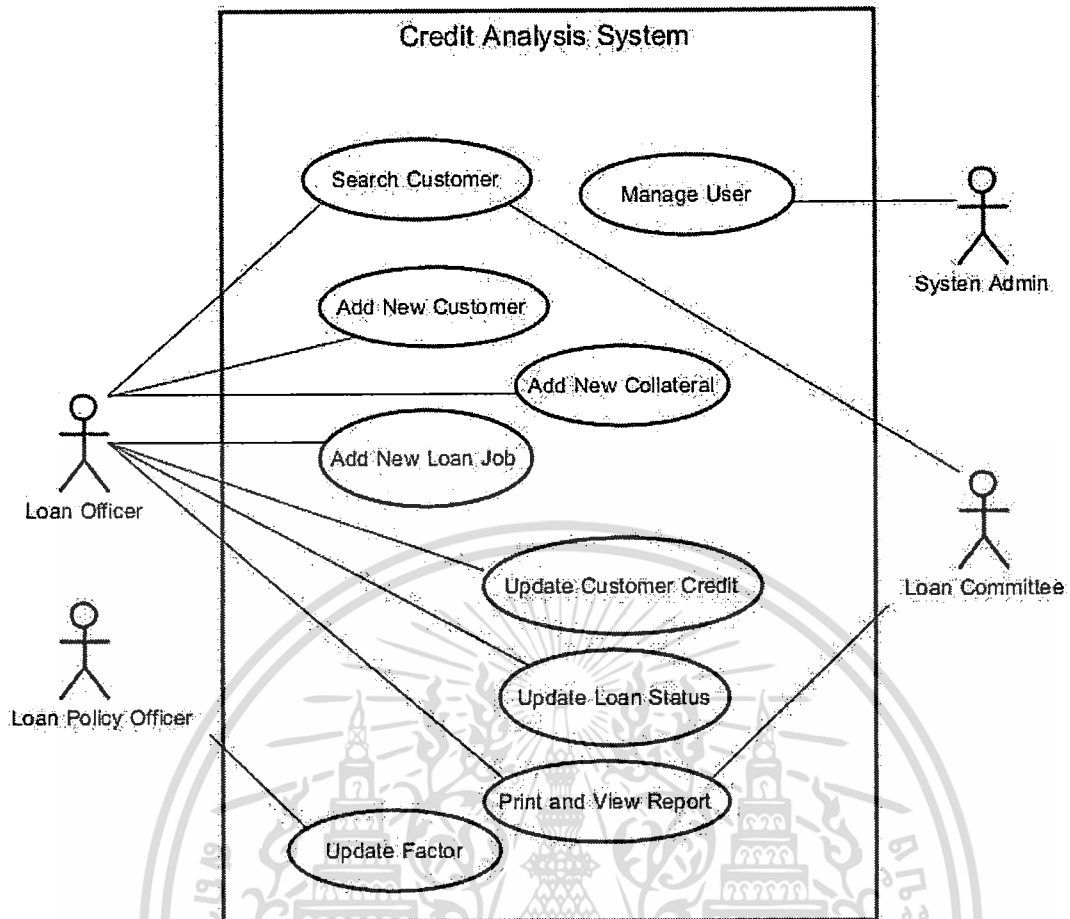 Credit Analysis System
Search Customer
Manage User
Systen Admin
Add New Customer
Add New Collateral
Add New Loan Job
Loan Officer
Loan Committee
Update Customer Credit
Loan Policy Officer
Update Loan Status
Print and View Report
Update Factor